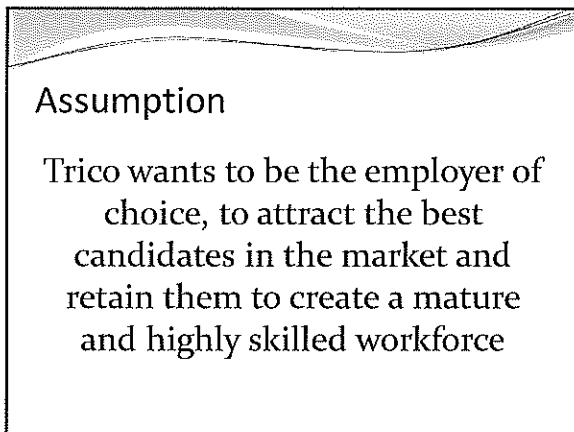 Assumption
Trico wants to be the employer of
choice, to attract the best
candidates in the market and
retain them to create a mature
and highly skilled workforce